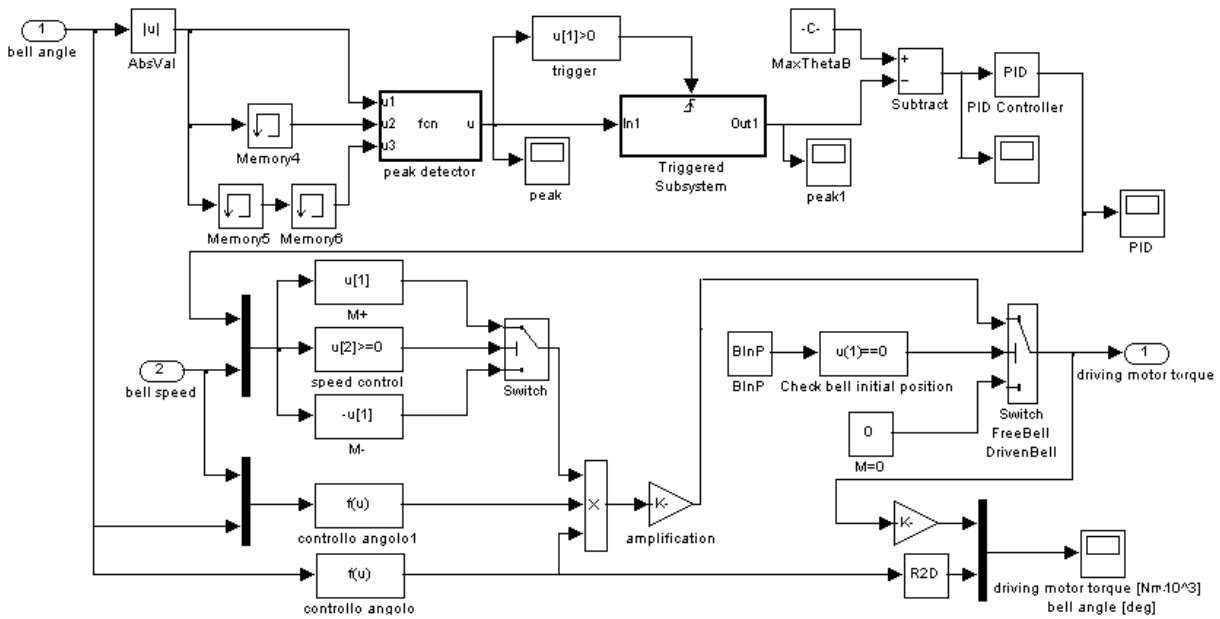 1
bell angle
|u|
AbsVal
Memory4
Memory5
Memory6
u1
u2
u3
fcn
u
peak detector
u[1]>0
trigger
peak
In1
Out1
Triggered
Subsystem
peak1
-C-
MaxThetaB
+
−
Subtract
PID
PID Controller
PID
2
bell speed
u[1]
M+
u[2]>=0
speed control
-u[1]
M-
Switch
f(u)
controllo angolo1
f(u)
controllo angolo
X
K-
amplification
BInP
BInP
u(1)==0
Check bell initial position
0
M=0
Switch
FreeBell
DrivenBell
1
driving motor torque
K-
R2D
driving motor torque [Nm·10^3]
bell angle [deg]